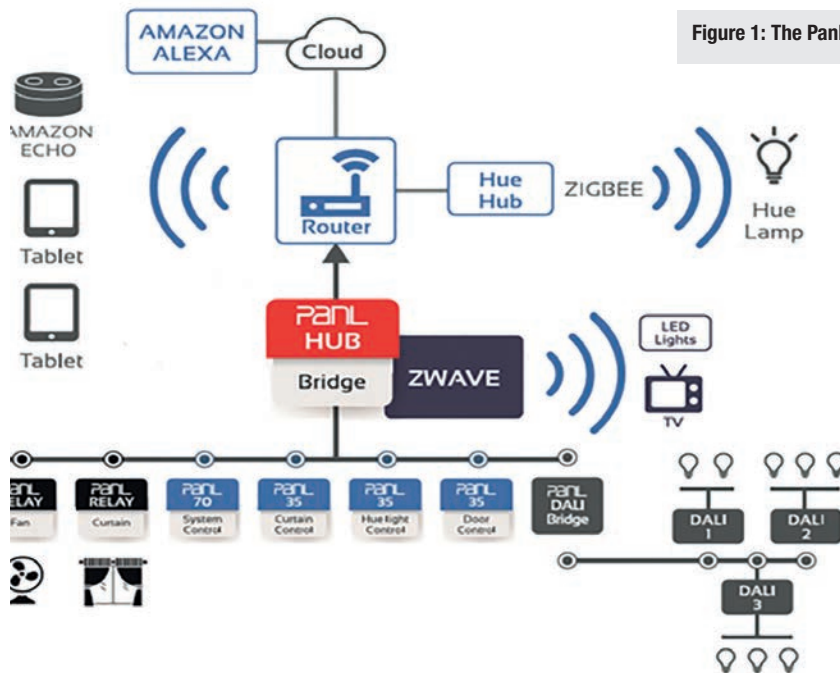 Figure 1: The Panl
AMAZON
ALEXA
Cloud
AMAZON
ECHO
Tablet
Tablet
Router
Hue
Hub
ZIGBEE
Hue
Lamp
PanL
HUB
Bridge
ZWAVE
LED
Lights
TV
PanL
RELAY
Fan
PanL
RELAY
Curtain
PanL
70
System
Control
PanL
35
Curtain
Control
PanL
35
Hue light
Control
PanL
35
Door
Control
PanL
DALI
Bridge
DALI
1
DALI
2
DALI
3